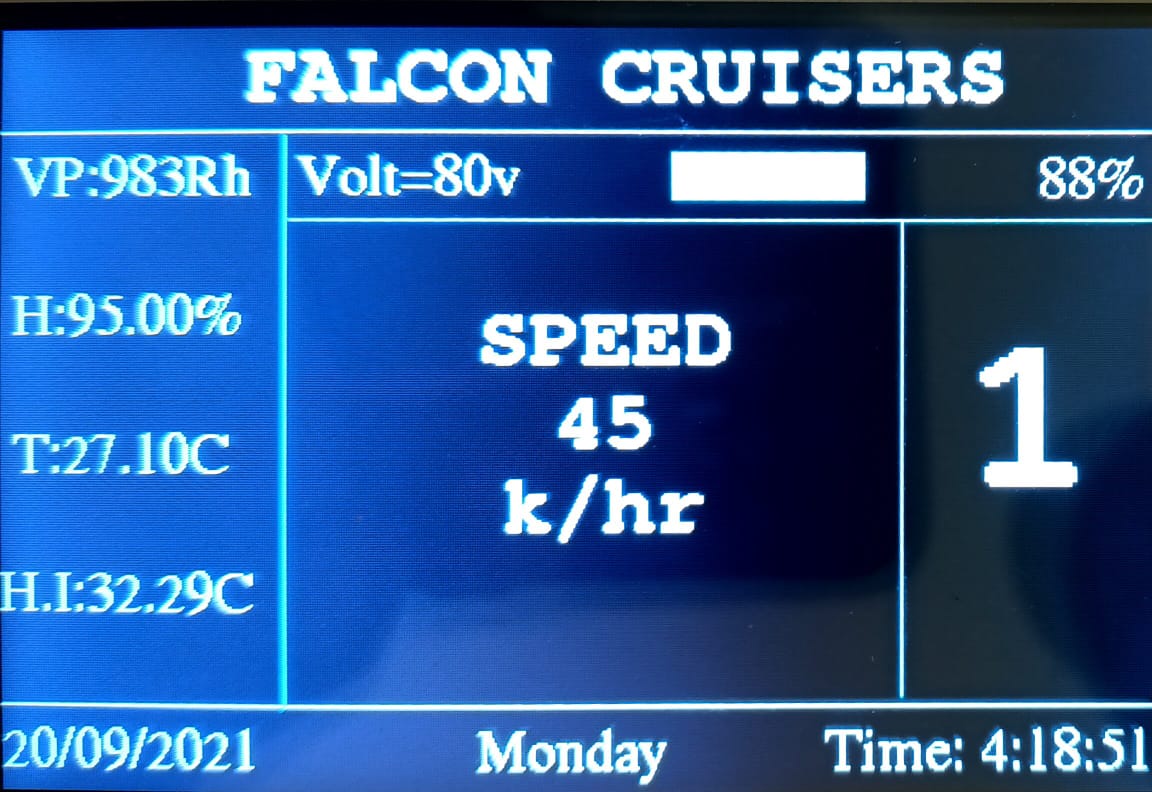 FALCON CRUISERS
VP:983Rh
Volt=80v 88%
H:95.00%
T:27.10C
H.I:32.29C
SPEED
45
k/hr
1
20/09/2021 Monday Time: 4:18:51